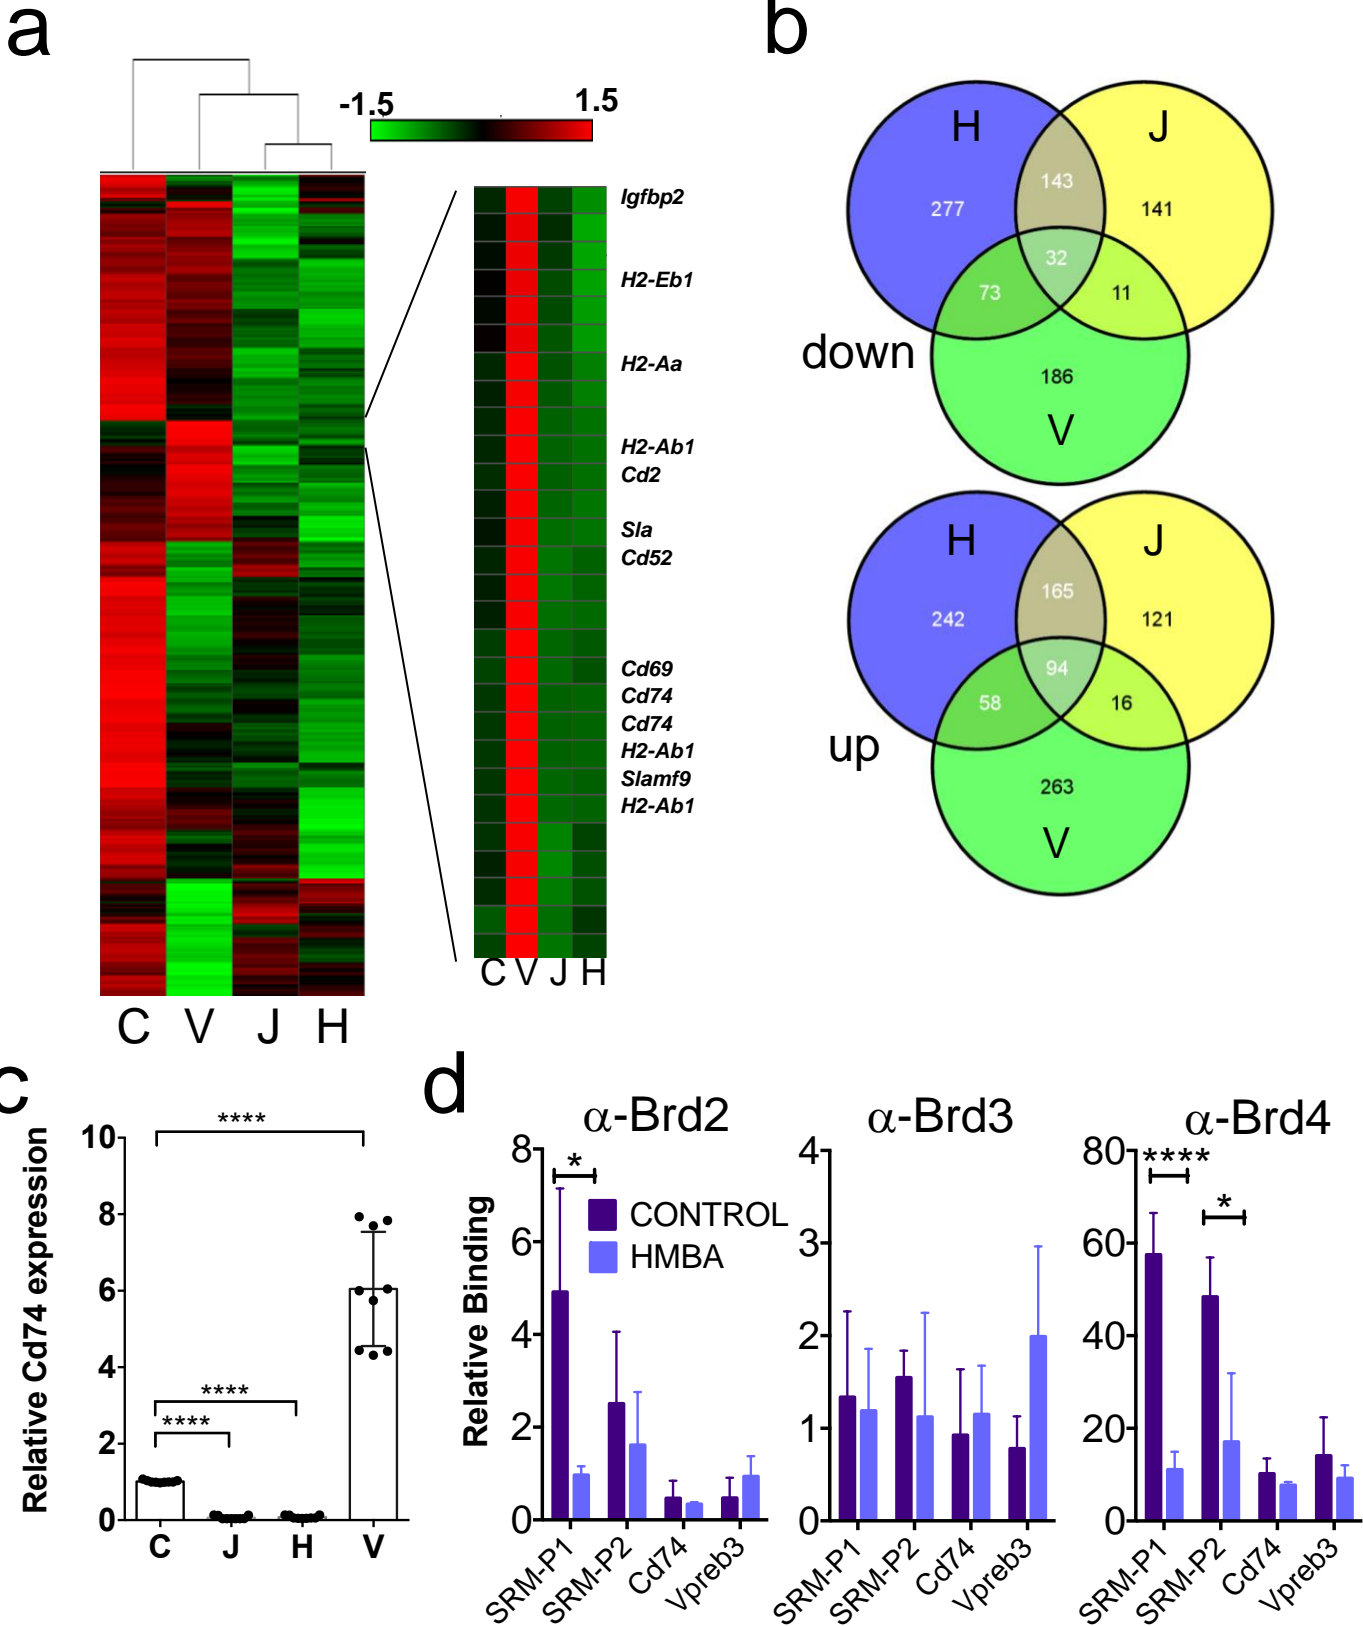 a
-1.5 1.5
Igfbp2
H2-Eb1
H2-Aa
H2-Ab1
Cd2
Sla
Cd52
Cd69
Cd74
Cd74
H2-Ab1
Slamf9
H2-Ab1
C V J H
C V J H
b
H J
143
277 141
32
73 11
down
186
V
H J
165
242 121
94
58 16
up
263
V
c
Relative Cd74 expression
10
8
6
4
2
0
****
****
****
C J H V
d
α-Brd2
Relative Binding
8
6
4
2
0
*
CONTROL
HMBA
SRM-P1
SRM-P2
Cd74
Vpreb3
α-Brd3
4
3
2
1
0
SRM-P1
SRM-P2
Cd74
Vpreb3
α-Brd4
80
60
40
20
0
****
*
SRM-P1
SRM-P2
Cd74
Vpreb3